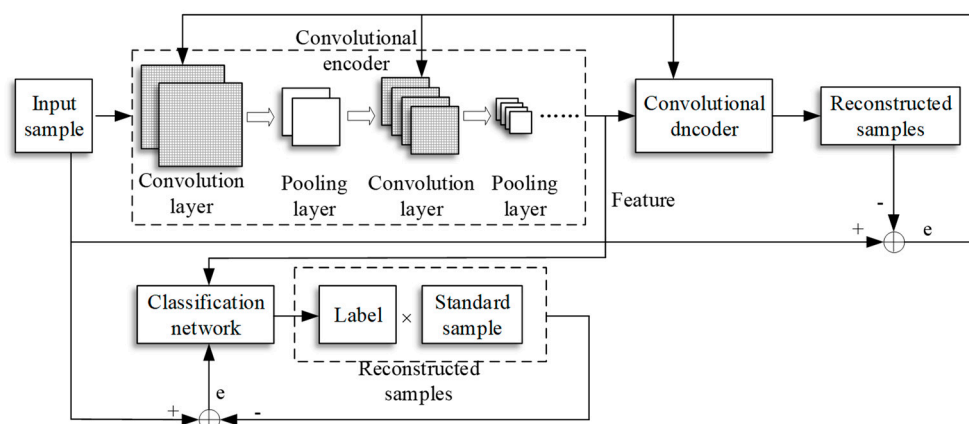 Convolutional
encoder
Input
sample
Convolution
layer
Pooling
layer
Convolution
layer
Pooling
layer
......
Convolutional
dncoder
Reconstructed
samples
Feature
-
+
e
Classification
network
Label
×
Standard
sample
Reconstructed
samples
e
+
-